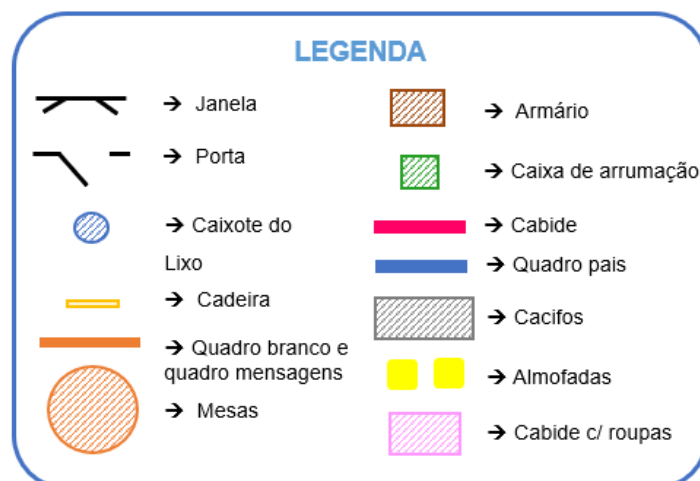 LEGENDA
→ Janela
→ Porta
→ Caixote do
Lixo
→ Cadeira
→ Quadro branco e
quadro mensagens
→ Mesas
→ Armário
→ Caixa de arrumação
→ Cabide
→ Quadro pais
→ Cacifos
→ Almofadas
→ Cabide c/ roupas